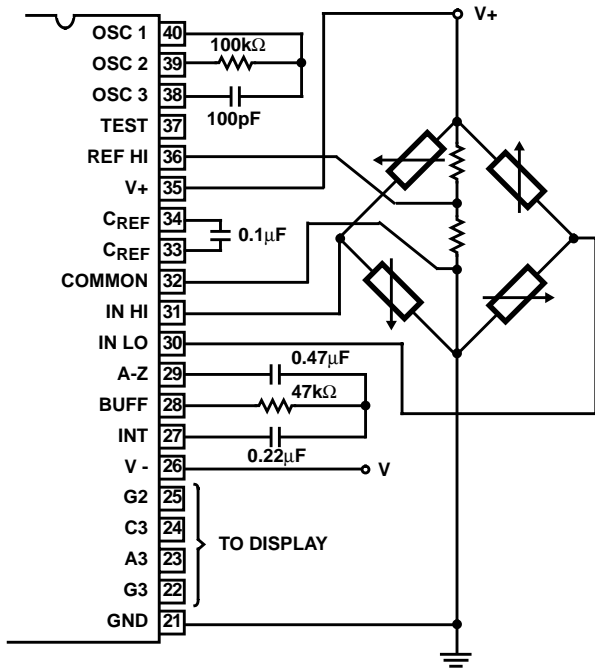 V+
OSC 1 40
100kΩ
OSC 2 39
OSC 3 38
100pF
TEST 37
REF HI 36
V+ 35
CREF 34
0.1µF
CREF 33
COMMON 32
IN HI 31
IN LO 30
0.47µF
A-Z 29
47kΩ
BUFF 28
INT 27
0.22µF
V - 26 V
G2 25
C3 24
TO DISPLAY
A3 23
G3 22
GND 21